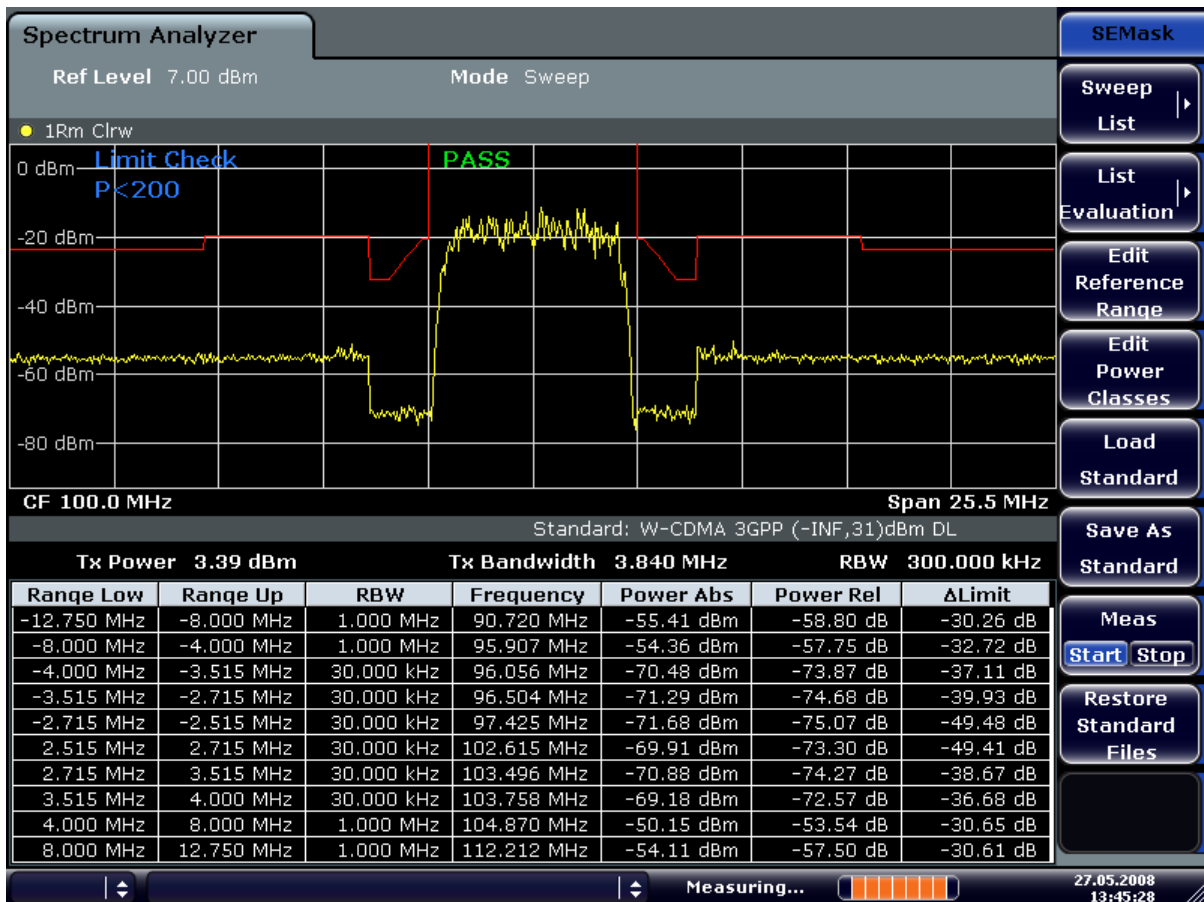 Spectrum Analyzer
Ref Level 7.00 dBm Mode Sweep
1Rm Clrw
Limit Check PASS
P<200
0 dBm
-20 dBm
-40 dBm
-60 dBm
-80 dBm
CF 100.0 MHz Span 25.5 MHz
Standard: W-CDMA 3GPP (-INF,31)dBm DL
Tx Power 3.39 dBm Tx Bandwidth 3.840 MHz RBW 300.000 kHz
Range Low Range Up RBW Frequency Power Abs Power Rel ΔLimit
-12.750 MHz -8.000 MHz 1.000 MHz 90.720 MHz -55.41 dBm -58.80 dB -30.26 dB
-8.000 MHz -4.000 MHz 1.000 MHz 95.907 MHz -54.36 dBm -57.75 dB -32.72 dB
-4.000 MHz -3.515 MHz 30.000 kHz 96.056 MHz -70.48 dBm -73.87 dB -37.11 dB
-3.515 MHz -2.715 MHz 30.000 kHz 96.504 MHz -71.29 dBm -74.68 dB -39.93 dB
-2.715 MHz -2.515 MHz 30.000 kHz 97.425 MHz -71.68 dBm -75.07 dB -49.48 dB
2.515 MHz 2.715 MHz 30.000 kHz 102.615 MHz -69.91 dBm -73.30 dB -49.41 dB
2.715 MHz 3.515 MHz 30.000 kHz 103.496 MHz -70.88 dBm -74.27 dB -38.67 dB
3.515 MHz 4.000 MHz 30.000 kHz 103.758 MHz -69.18 dBm -72.57 dB -36.68 dB
4.000 MHz 8.000 MHz 1.000 MHz 104.870 MHz -50.15 dBm -53.54 dB -30.65 dB
8.000 MHz 12.750 MHz 1.000 MHz 112.212 MHz -54.11 dBm -57.50 dB -30.61 dB
Measuring...
SEMask
Sweep
List
List
Evaluation
Edit
Reference
Range
Edit
Power
Classes
Load
Standard
Save As
Standard
Meas
Start Stop
Restore
Standard
Files
27.05.2008
13:45:28